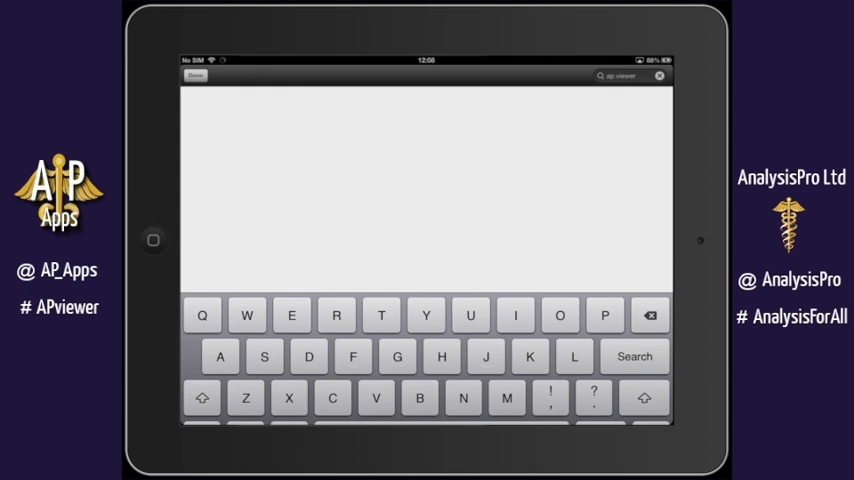 AP
Apps
@ AP_Apps
# APviewer
No SIM
12:08
88%
Done
ap viewer
Q W E R T Y U I O P
A S D F G H J K L Search
Z X C V B N M ! , ? .
AnalysisPro Ltd
@ AnalysisPro
# AnalysisForAll